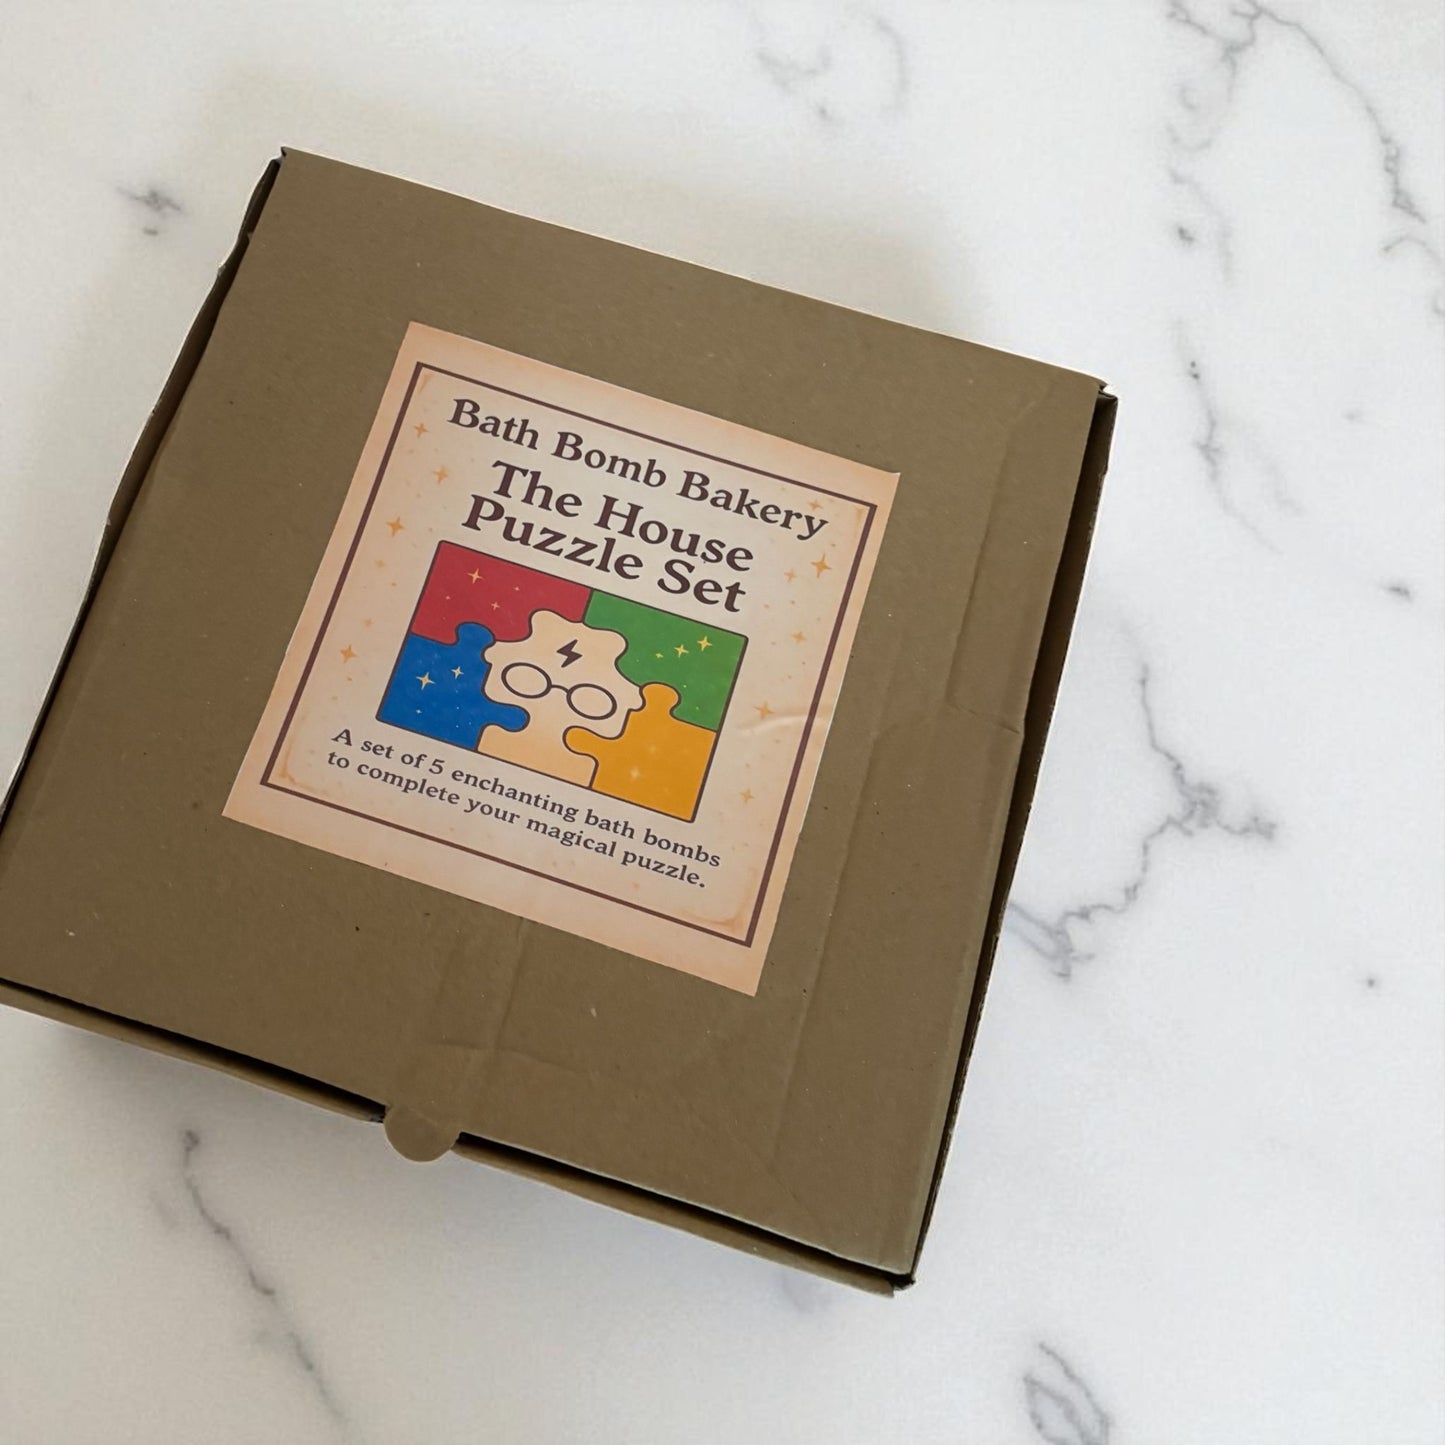 Bath Bomb Bakery
The House
Puzzle Set
A set of 5 enchanting bath bombs
to complete your magical puzzle.